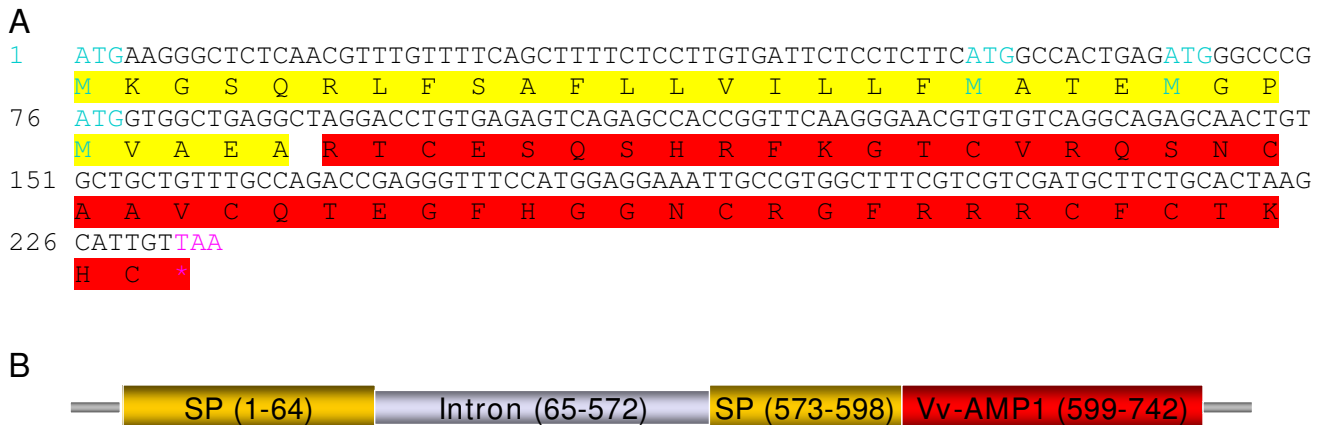 A
1 ATGAAGGGCTCTCAACGTTTGTTTTCAGCTTTTCTCCTTGTGATTCTCCTCTTCATGGCCACTGAGATGGGCCCG
M K G S Q R L F S A F L L V I L L F M A T E M G P
76 ATGGTGGCTGAGGCTAGGACCTGTGAGAGTCAGAGCCACCGGTTCAAGGGAACGTGTGTCAGGCAGAGCAACTGT
M V A E A R T C E S Q S H R F K G T C V R Q S N C
151 GCTGCTGTTTGCCAGACCGAGGGTTTCCATGGAGGAAATTGCCGTGGCTTTCGTCGTCGATGCTTCTGCACTAAG
A A V C Q T E G F H G G N C R G F R R R C F C T K
226 CATTGTTAA
H C *
B
SP (1-64) Intron (65-572) SP (573-598) Vv-AMP1 (599-742)